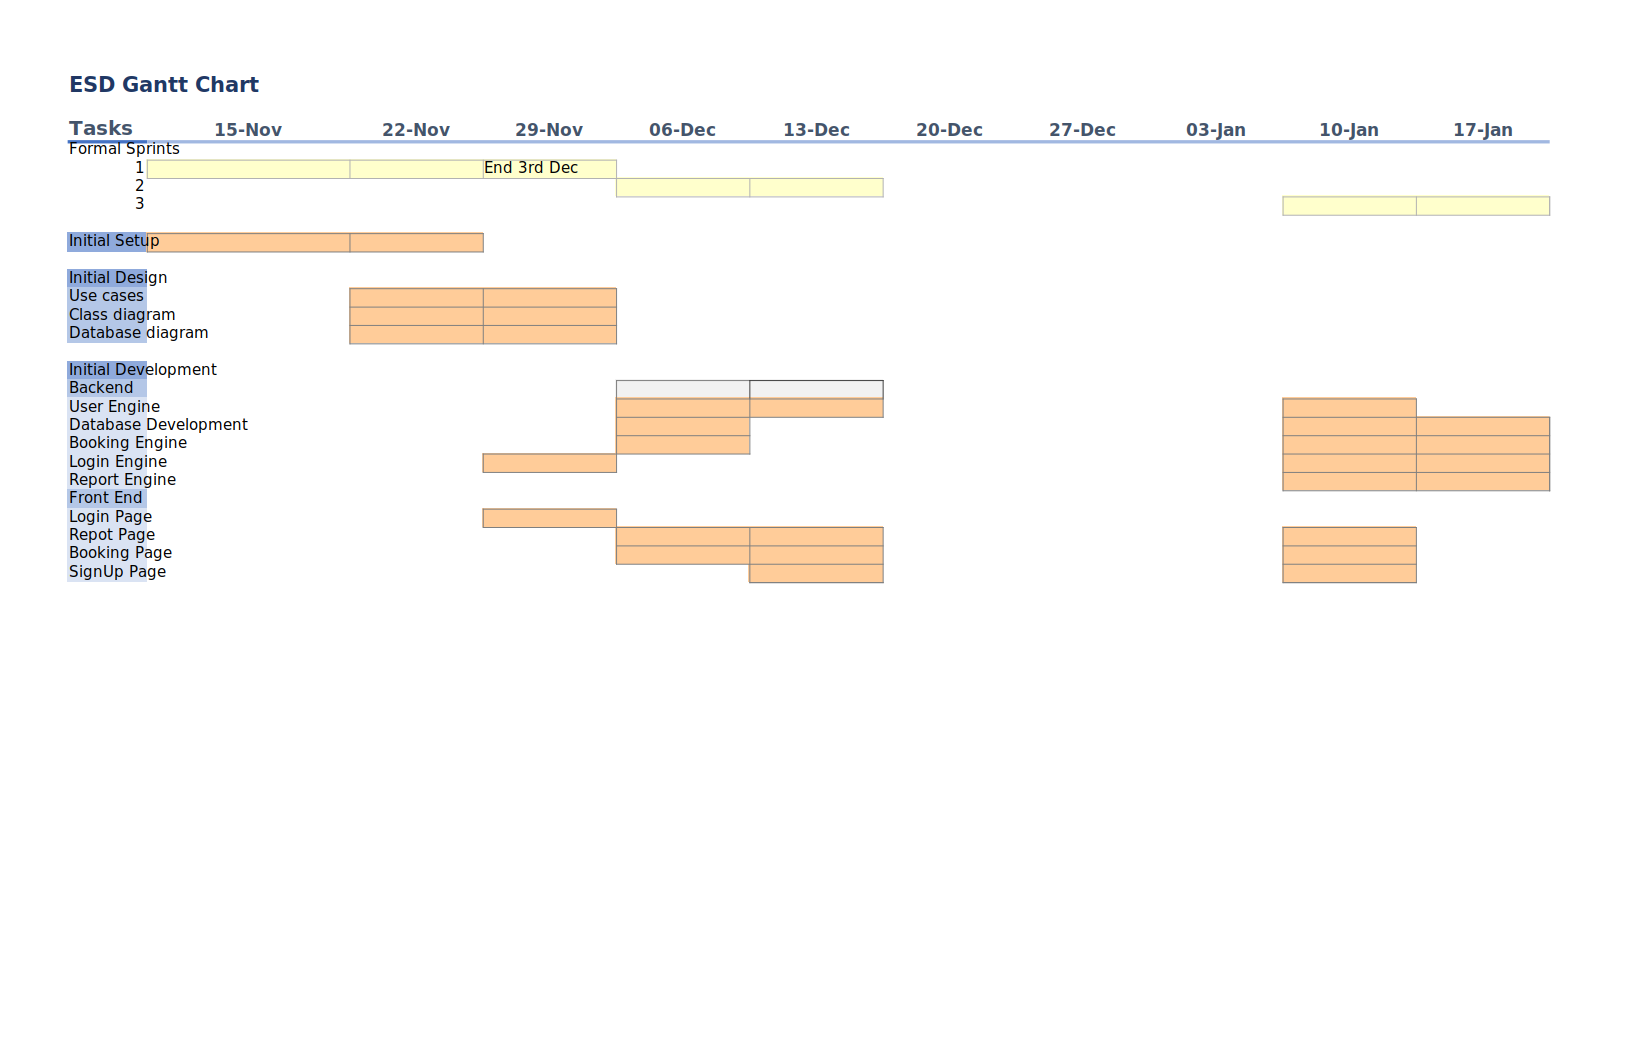 ESD Gantt Chart
Tasks 15-Nov 22-Nov 29-Nov 06-Dec 13-Dec 20-Dec 27-Dec 03-Jan 10-Jan 17-Jan
Formal Sprints
1 End 3rd Dec
2
3
Initial Setup
Initial Design
Use cases
Class diagram
Database diagram
Initial Development
Backend
User Engine
Database Development
Booking Engine
Login Engine
Report Engine
Front End
Login Page
Repot Page
Booking Page
SignUp Page